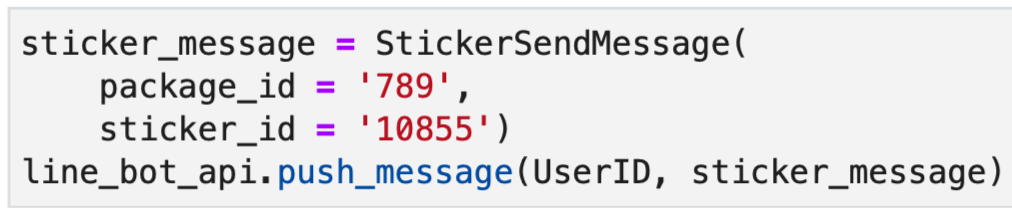 sticker_message = StickerSendMessage(
    package_id = '789',
    sticker_id = '10855')
line_bot_api.push_message(UserID, sticker_message)